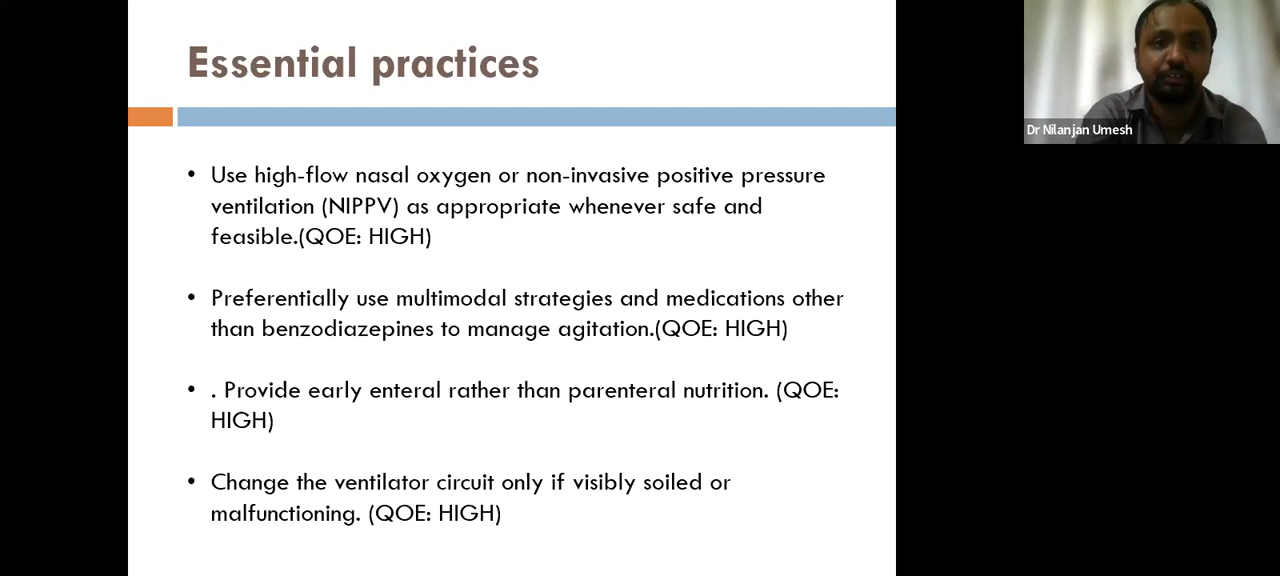 Essential practices
Dr Nilanjan Umesh
• Use high-flow nasal oxygen or non-invasive positive pressure
ventilation (NIPPV) as appropriate whenever safe and
feasible.(QOE: HIGH)
• Preferentially use multimodal strategies and medications other
than benzodiazepines to manage agitation.(QOE: HIGH)
• . Provide early enteral rather than parenteral nutrition. (QOE:
HIGH)
• Change the ventilator circuit only if visibly soiled or
malfunctioning. (QOE: HIGH)